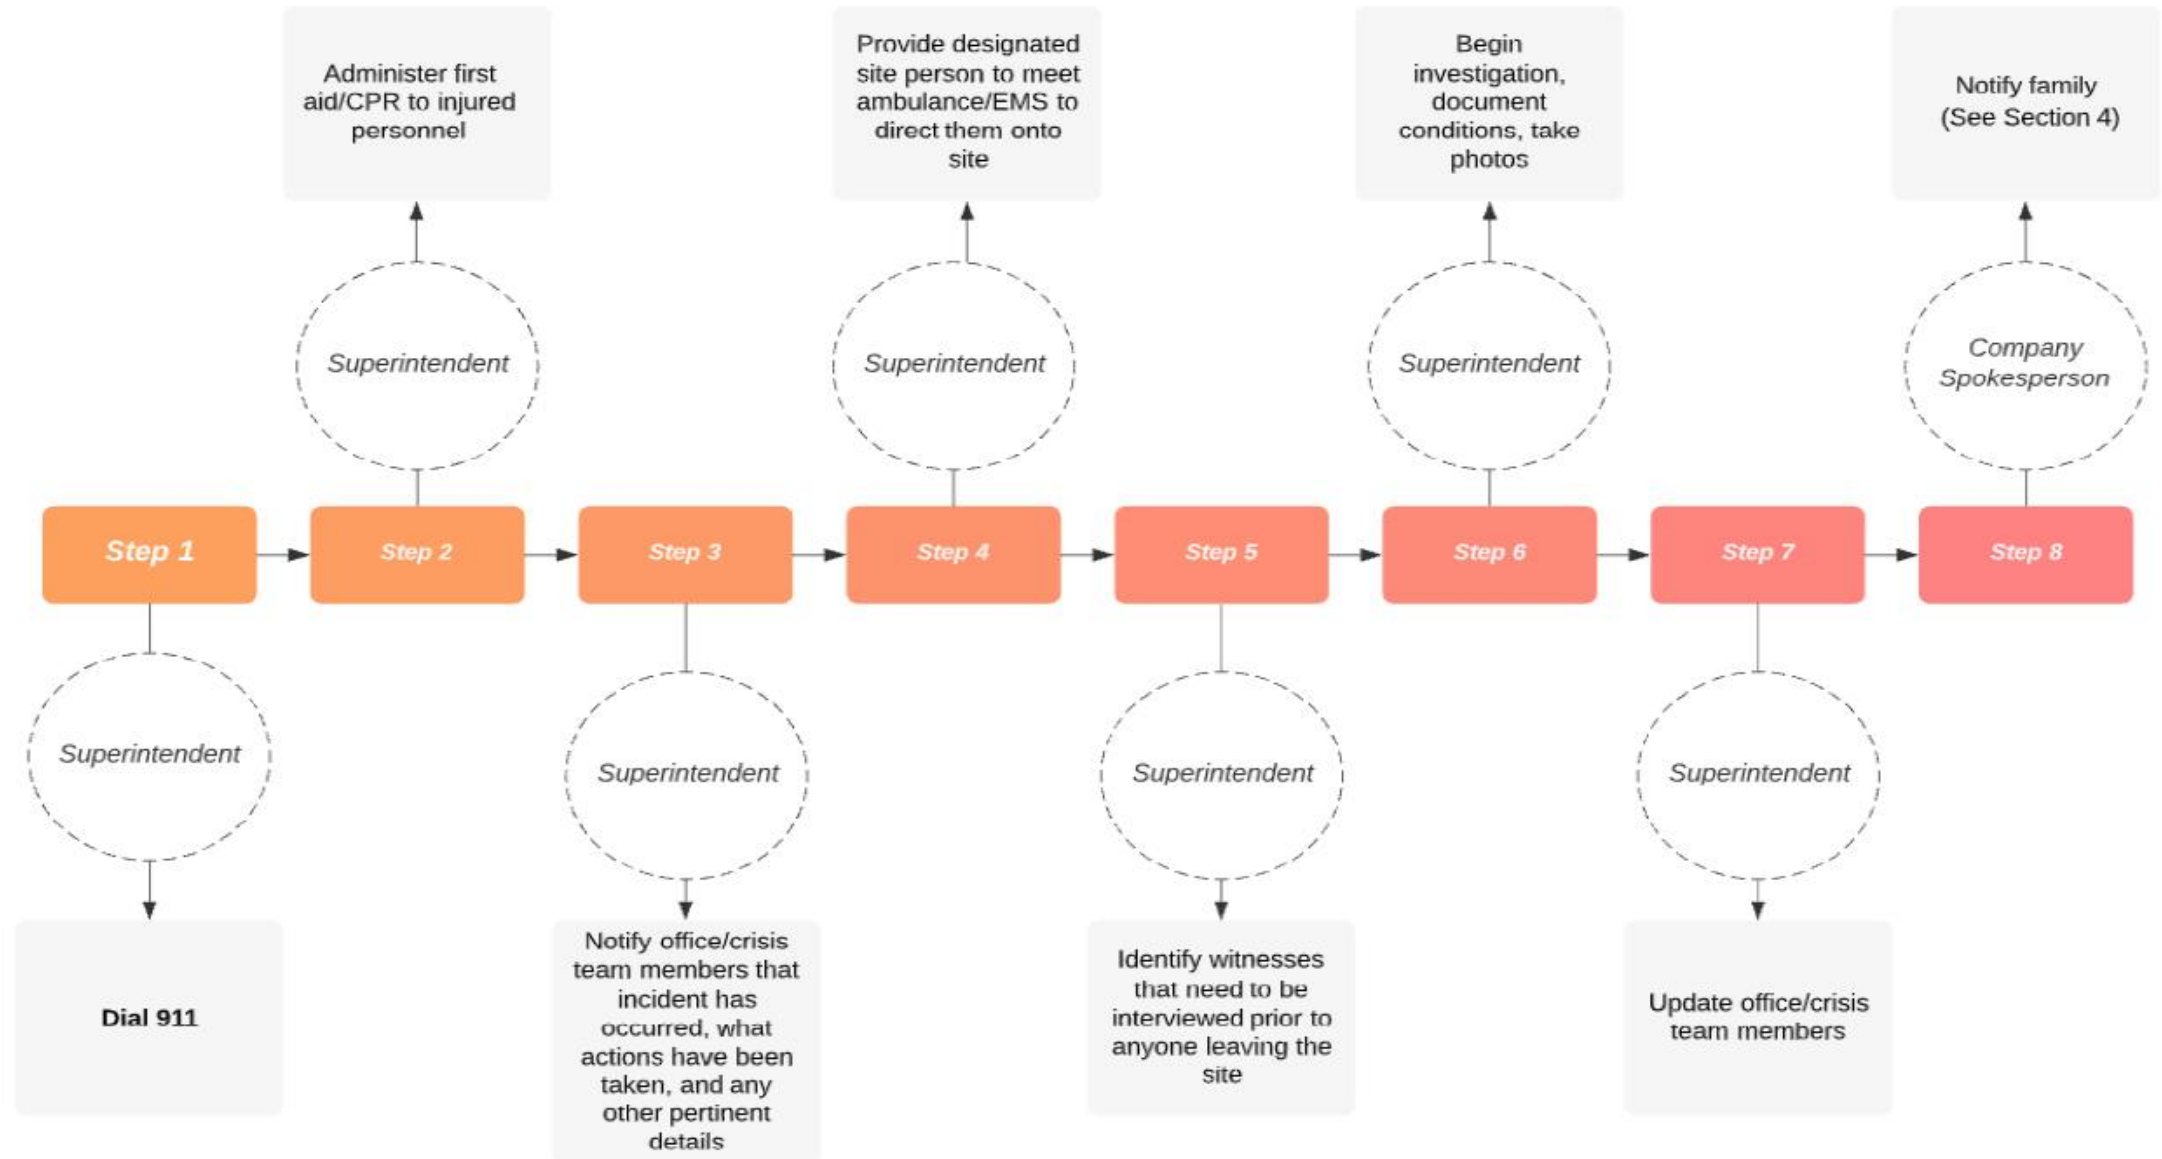 Administer first
aid/CPR to injured
personnel
Provide designated
site person to meet
ambulance/EMS to
direct them onto
site
Begin
investigation,
document
conditions, take
photos
Notify family
(See Section 4)
Superintendent
Superintendent
Superintendent
Company
Spokesperson
Step 1
Step 2
Step 3
Step 4
Step 5
Step 6
Step 7
Step 8
Superintendent
Superintendent
Superintendent
Superintendent
Dial 911
Notify office/crisis
team members that
incident has
occurred, what
actions have been
taken, and any
other pertinent
details
Identify witnesses
that need to be
interviewed prior to
anyone leaving the
site
Update office/crisis
team members